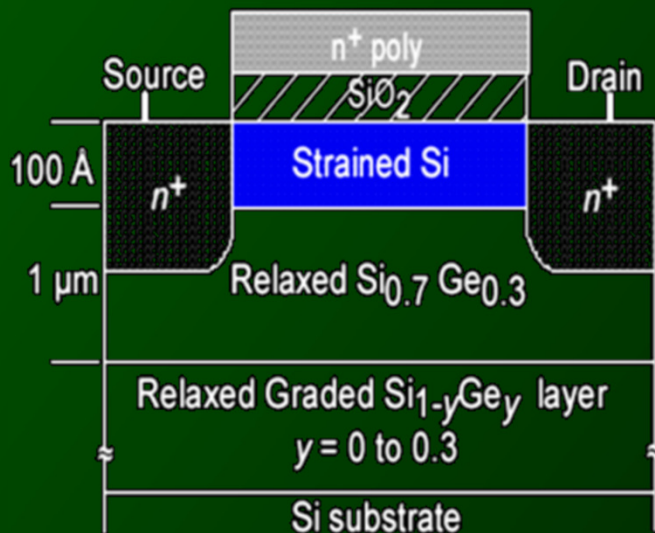 n⁺ poly
Source
SiO₂
Drain
100 Å
n⁺
Strained Si
n⁺
1 μm
Relaxed Si₀.₇ Ge₀.₃
Relaxed Graded Si₁₋yGey layer
y = 0 to 0.3
Si substrate